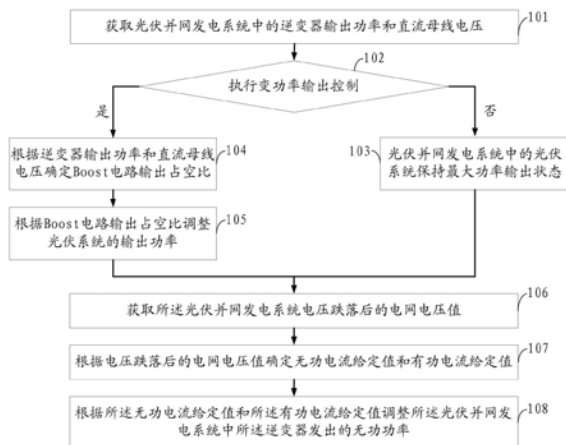 获取光伏并网发电系统中的逆变器输出功率和直流母线电压
101
102
执行变功率输出控制
是
否
根据逆变器输出功率和直流母线
电压确定Boost电路输出占空比
104
103
光伏并网发电系统中的光伏
系统保持最大功率输出状态
根据Boost电路输出占空比调整
光伏系统的输出功率
105
获取所述光伏并网发电系统电压跌落后的电网电压值
106
根据电压跌落后的电网电压值确定无功电流给定值和有功电流给定值
107
根据所述无功电流给定值和所述有功电流给定值调整所述光伏并网发
电系统中所述逆变器发出的无功功率
108